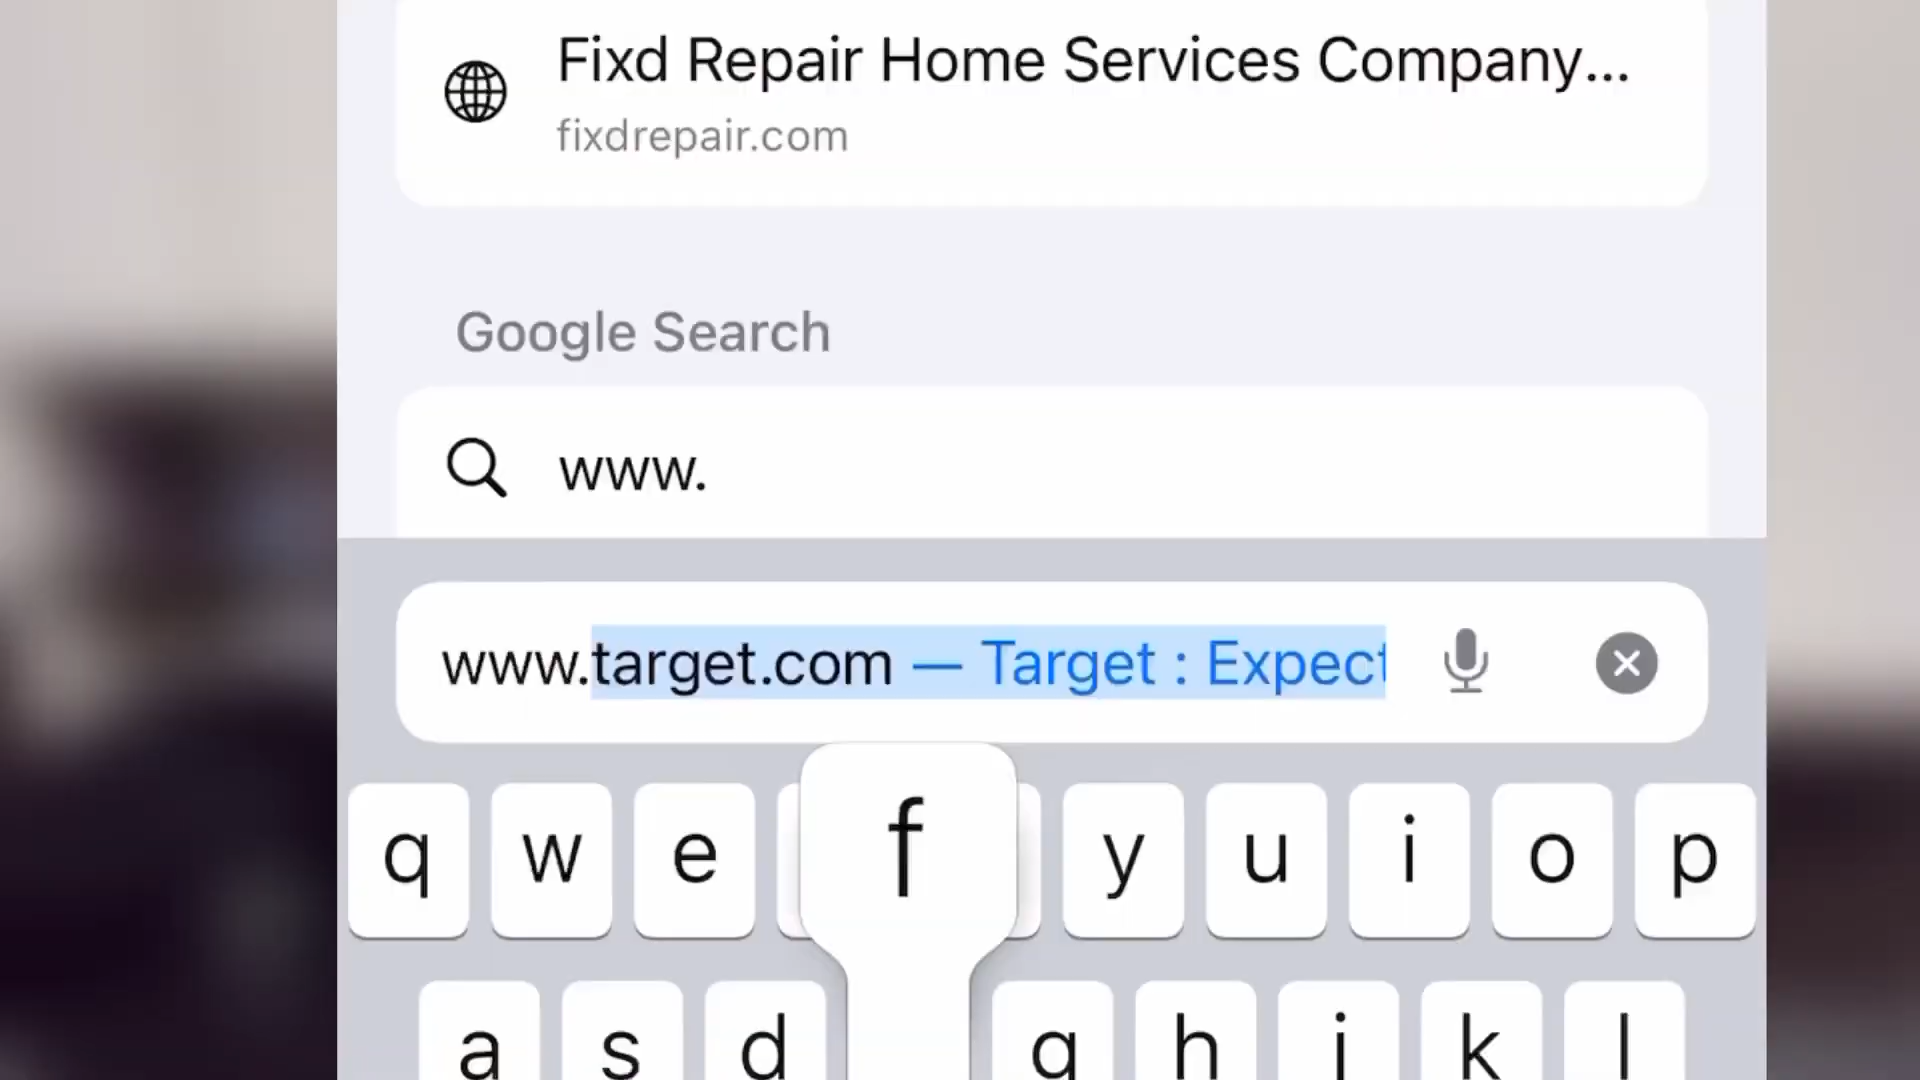 Fixd Repair Home Services Company...
fixdrepair.com
Google Search
www.
www.target.com — Target : Expect
q w e f y u i o p
a s d g h j k l